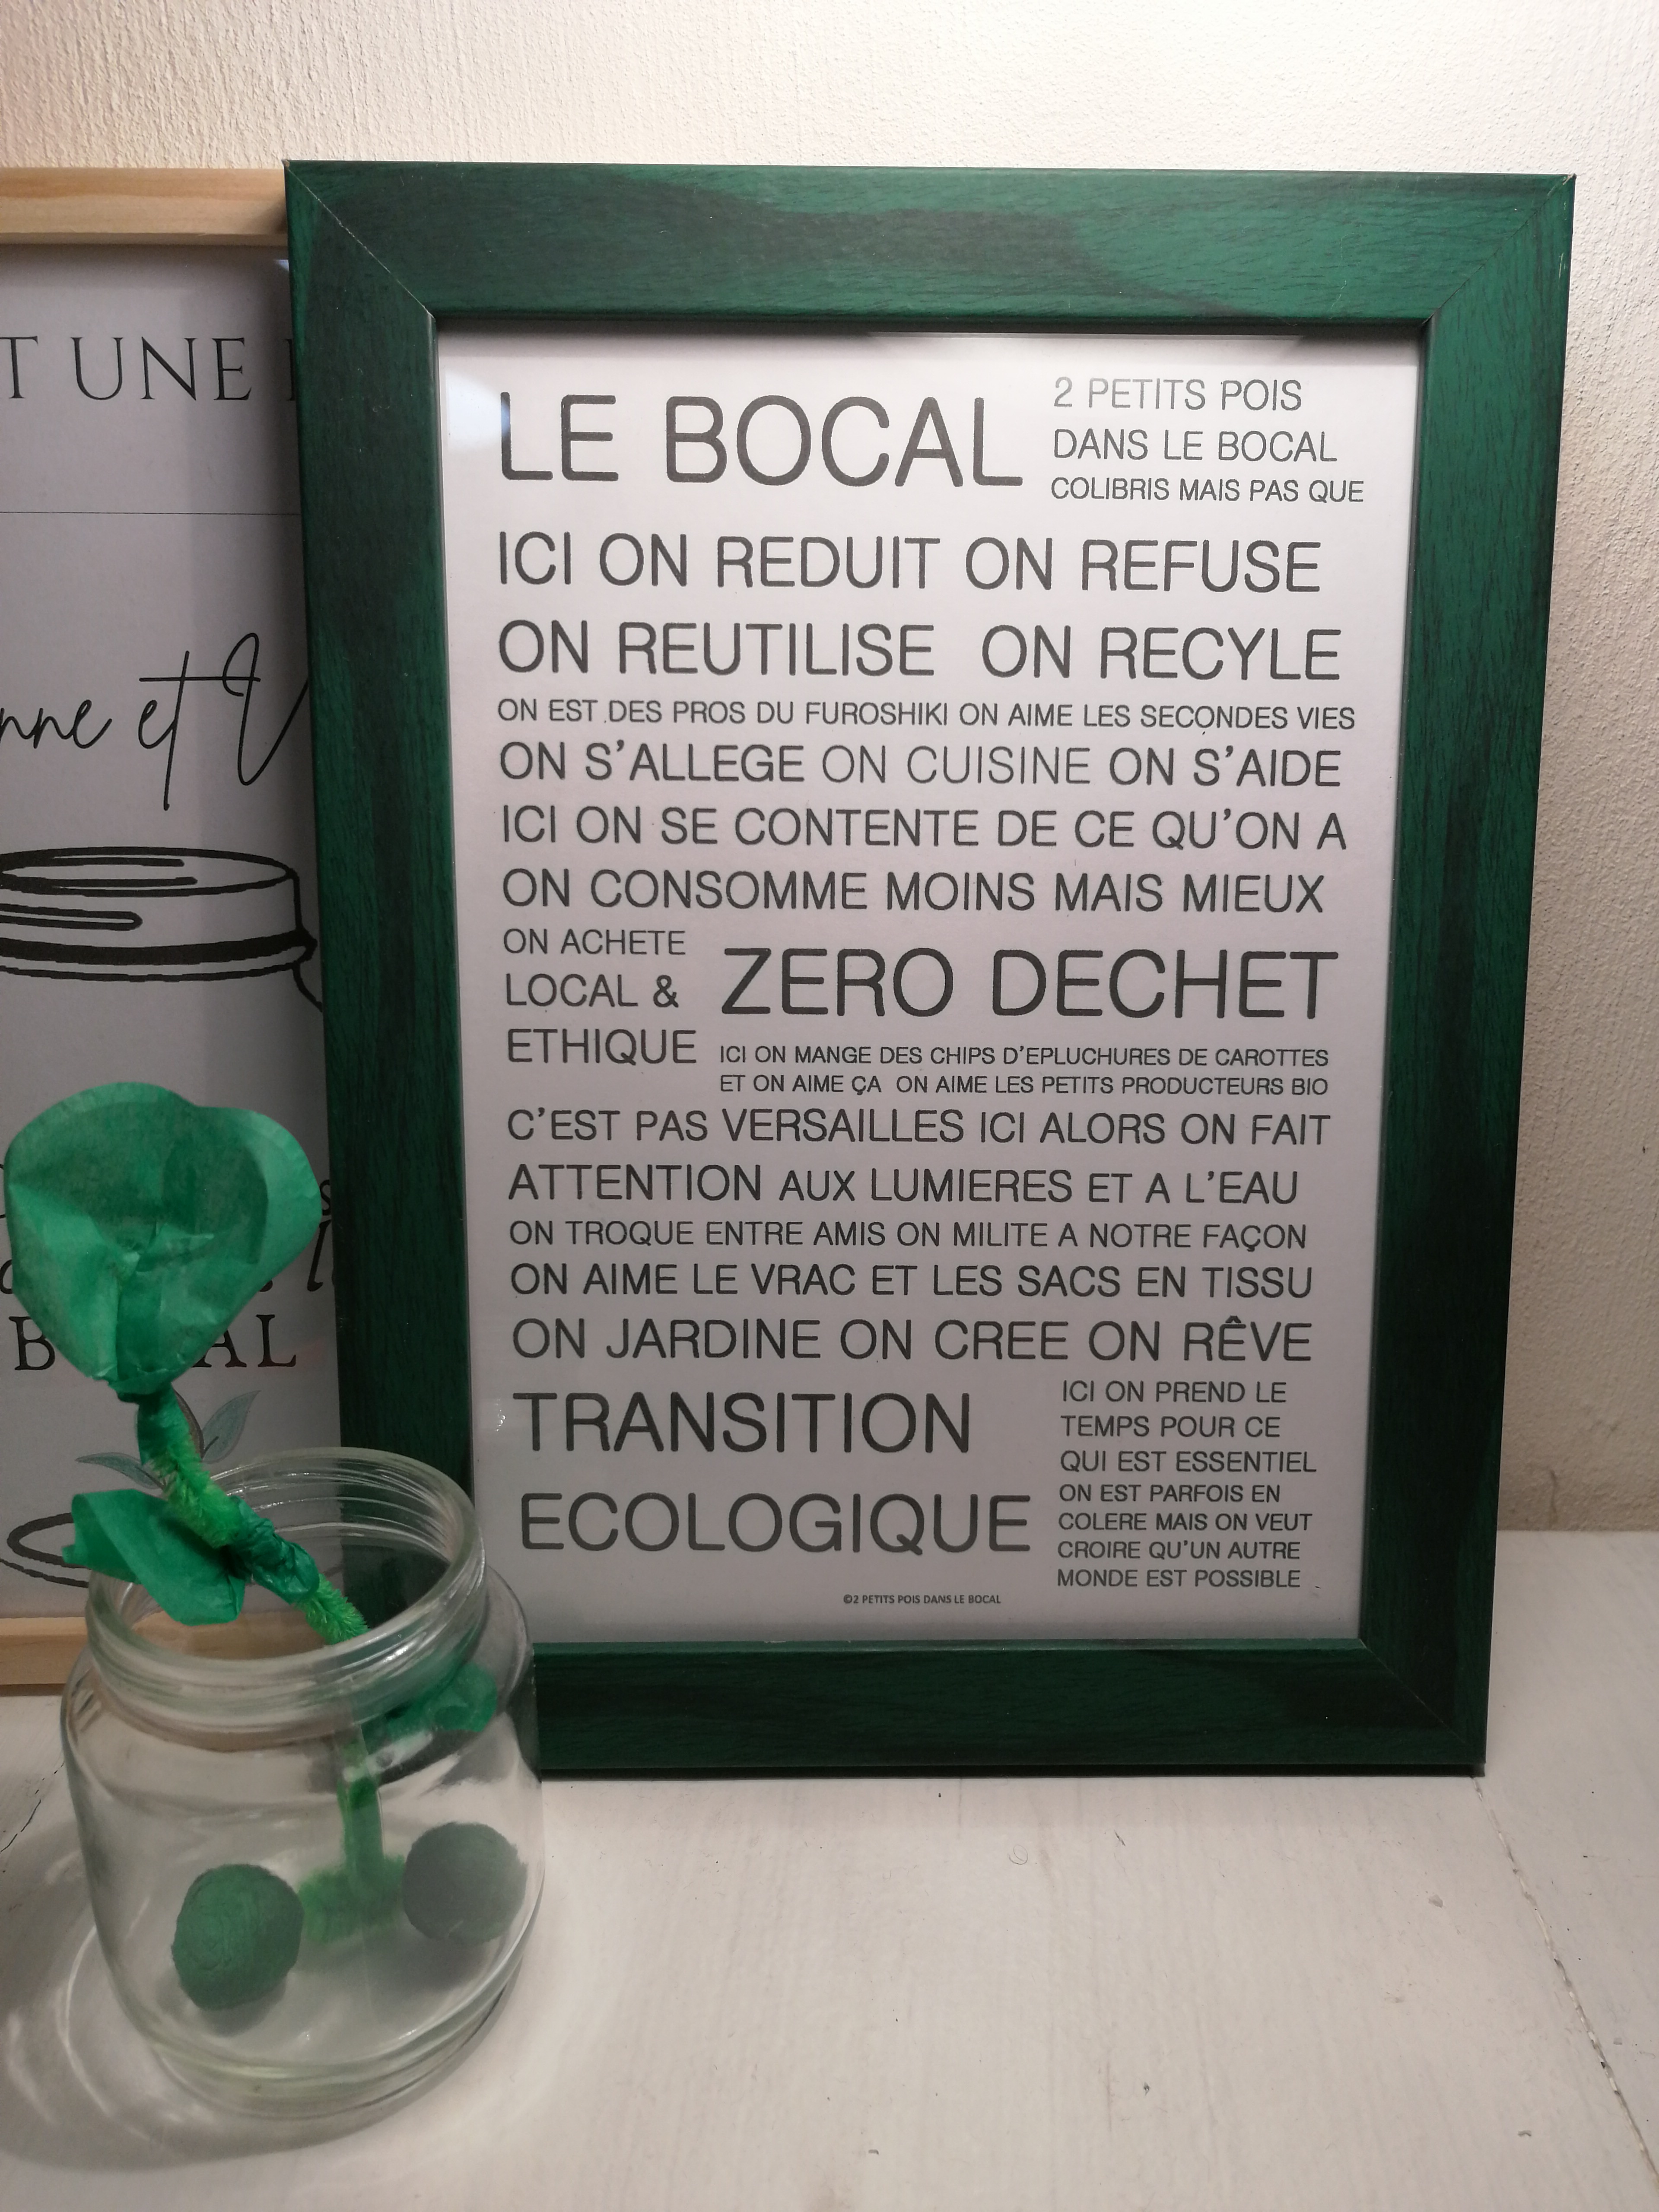 T UNE
nne et V
LE BOCAL
2 PETITS POIS
DANS LE BOCAL
COLIBRIS MAIS PAS QUE
ICI ON REDUIT ON REFUSE
ON REUTILISE ON RECYLE
ON EST DES PROS DU FUROSHIKI ON AIME LES SECONDES VIES
ON S'ALLEGE ON CUISINE ON S'AIDE
ICI ON SE CONTENTE DE CE QU'ON A
ON CONSOMME MOINS MAIS MIEUX
ON ACHETE
LOCAL &
ETHIQUE
ZERO DECHET
ICI ON MANGE DES CHIPS D'EPLUCHURES DE CAROTTES
ET ON AIME ÇA ON AIME LES PETITS PRODUCTEURS BIO
C'EST PAS VERSAILLES ICI ALORS ON FAIT
ATTENTION AUX LUMIERES ET A L'EAU
ON TROQUE ENTRE AMIS ON MILITE A NOTRE FAÇON
ON AIME LE VRAC ET LES SACS EN TISSU
ON JARDINE ON CREE ON RÊVE
TRANSITION
ECOLOGIQUE
ICI ON PREND LE
TEMPS POUR CE
QUI EST ESSENTIEL
ON EST PARFOIS EN
COLERE MAIS ON VEUT
CROIRE QU'UN AUTRE
MONDE EST POSSIBLE
©2 PETITS POIS DANS LE BOCAL